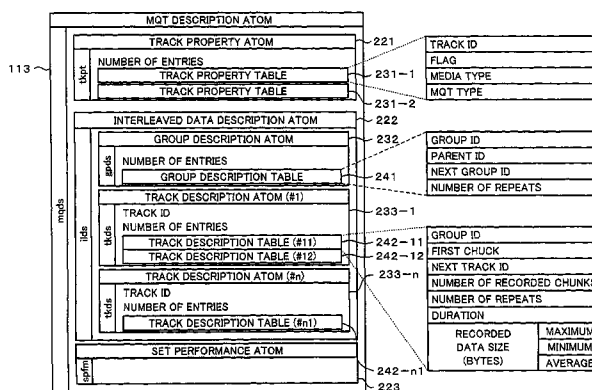 MQT DESCRIPTION ATOM
TRACK PROPERTY ATOM
221
113
tkpt
NUMBER OF ENTRIES
TRACK PROPERTY TABLE
231-1
TRACK PROPERTY TABLE
231-2
TRACK ID
FLAG
MEDIA TYPE
MQT TYPE
mqds
INTERLEAVED DATA DESCRIPTION ATOM
222
ilds
GROUP DESCRIPTION ATOM
232
gpds
NUMBER OF ENTRIES
GROUP DESCRIPTION TABLE
241
GROUP ID
PARENT ID
NEXT GROUP ID
NUMBER OF REPEATS
TRACK DESCRIPTION ATOM (#1)
233-1
tkds
TRACK ID
NUMBER OF ENTRIES
TRACK DESCRIPTION TABLE (#11)
242-11
TRACK DESCRIPTION TABLE (#12)
242-12
TRACK DESCRIPTION ATOM (#n)
233-n
tkds
TRACK ID
NUMBER OF ENTRIES
TRACK DESCRIPTION TABLE (#n1)
242-n1
GROUP ID
FIRST CHUCK
NEXT TRACK ID
NUMBER OF RECORDED CHUNKS
NUMBER OF REPEATS
DURATION
RECORDED
DATA SIZE
(BYTES)
MAXIMUM
MINIMUM
AVERAGE
SET PERFORMANCE ATOM
spfm
223